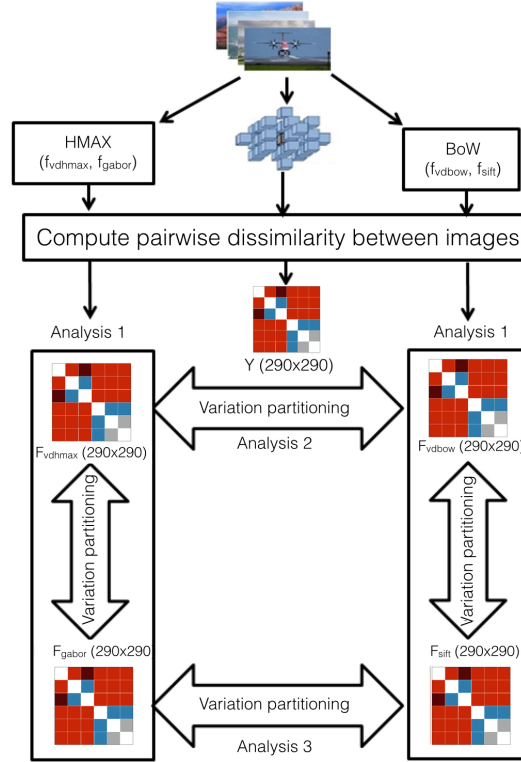 HMAX
(fvdhmax, fgabor)
BoW
(fvdbow, fsift)
Compute pairwise dissimilarity between images
Analysis 1
Y (290x290)
Analysis 1
Fvdhmax (290x290)
Variation partitioning
Analysis 2
Fvdbow (290x290)
Variation partitioning
Variation partitioning
Fgabor (290x290)
Variation partitioning
Analysis 3
Fsift (290x290)